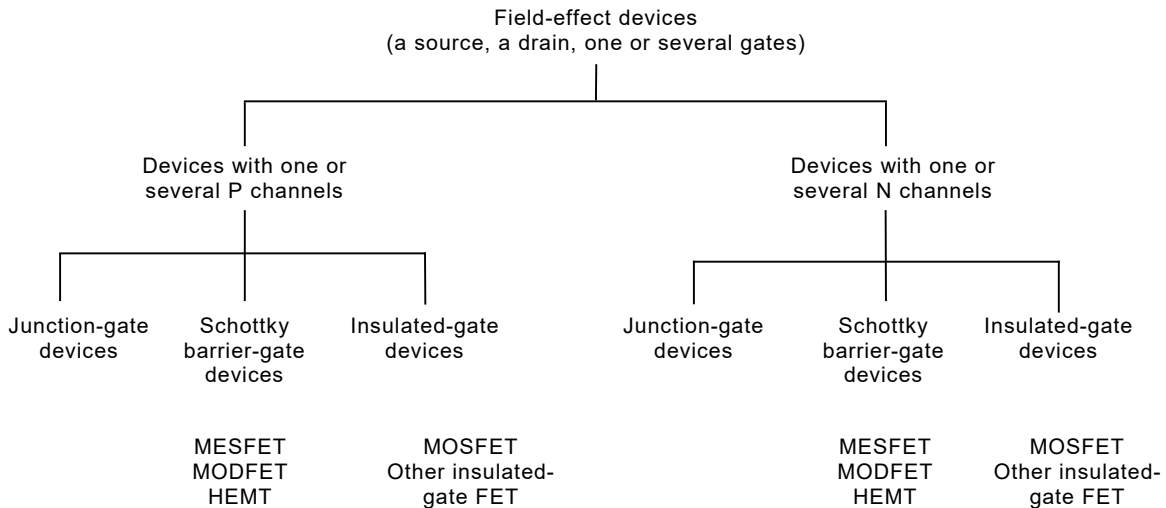 Field-effect devices
(a source, a drain, one or several gates)
Devices with one or
several P channels
Devices with one or
several N channels
Junction-gate
devices
Schottky
barrier-gate
devices
Insulated-gate
devices
Junction-gate
devices
Schottky
barrier-gate
devices
Insulated-gate
devices
MESFET
MODFET
HEMT
MOSFET
Other insulated-
gate FET
MESFET
MODFET
HEMT
MOSFET
Other insulated-
gate FET